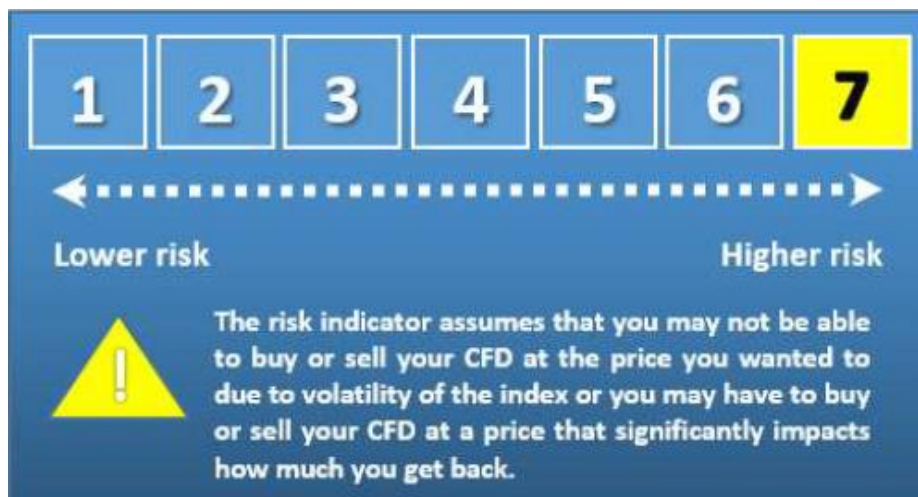 1 2 3 4 5 6 7
Lower risk Higher risk
!
The risk indicator assumes that you may not be able
to buy or sell your CFD at the price you wanted to
due to volatility of the index or you may have to buy
or sell your CFD at a price that significantly impacts
how much you get back.